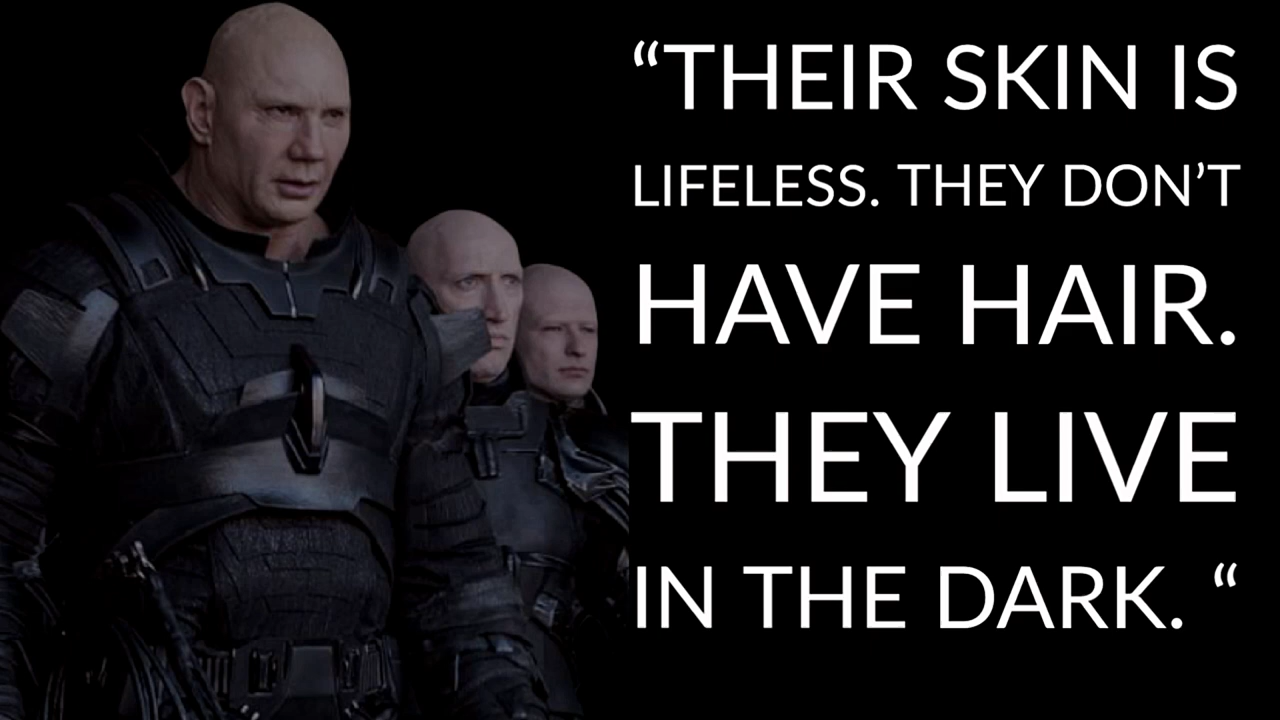 “THEIR SKIN IS
LIFELESS. THEY DON’T
HAVE HAIR.
THEY LIVE
IN THE DARK. “